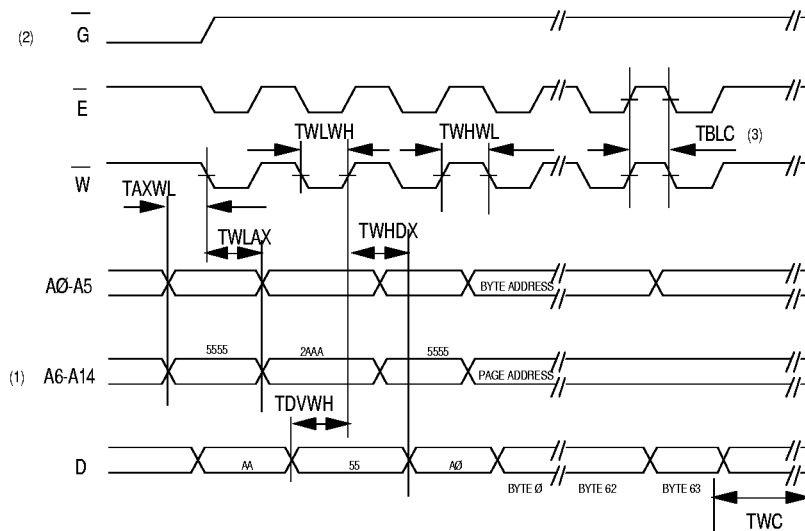 (2) G
E
TWLWH TWHWL TBLC (3)
W
TAXWL
TWLAX TWHDX
AØ-A5 BYTE ADDRESS
5555 2AAA 5555
(1) A6-A14 PAGE ADDRESS
TDVWH
D AA 55 AØ
BYTE Ø BYTE 62 BYTE 63
TWC